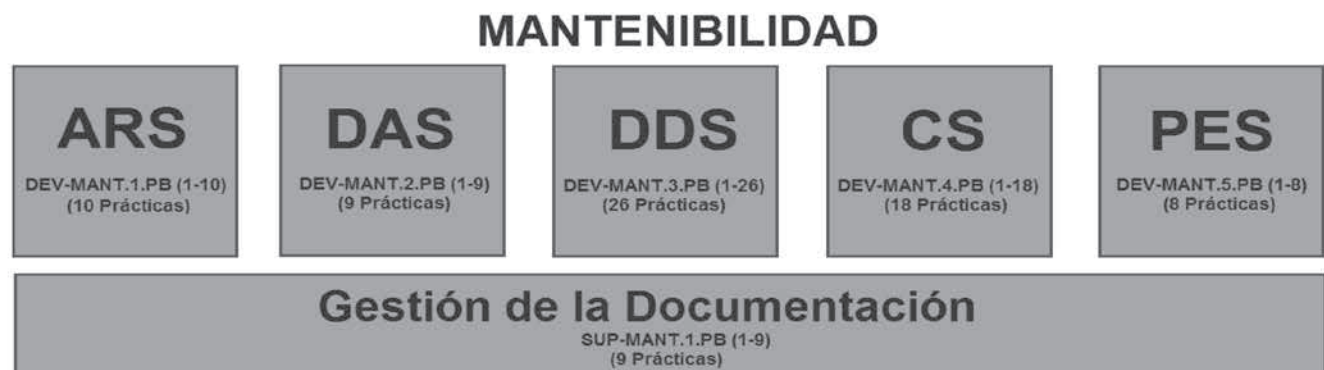 MANTENIBILIDAD
ARS
DEV-MANT.1.PB (1-10)
(10 Prácticas)
DAS
DEV-MANT.2.PB (1-9)
(9 Prácticas)
DDS
DEV-MANT.3.PB (1-26)
(26 Prácticas)
CS
DEV-MANT.4.PB (1-18)
(18 Prácticas)
PES
DEV-MANT.5.PB (1-8)
(8 Prácticas)
Gestión de la Documentación
SUP-MANT.1.PB (1-9)
(9 Prácticas)